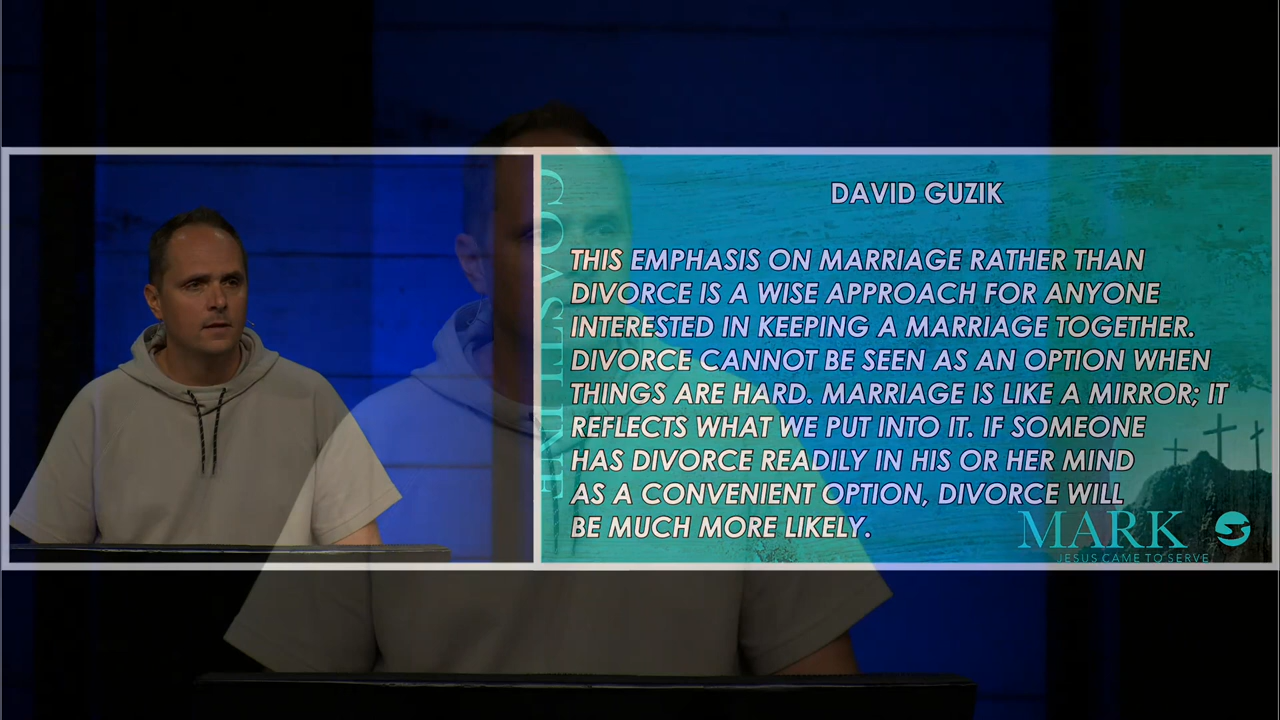 COASTLINE
DAVID GUZIK
THIS EMPHASIS ON MARRIAGE RATHER THAN
DIVORCE IS A WISE APPROACH FOR ANYONE
INTERESTED IN KEEPING A MARRIAGE TOGETHER.
DIVORCE CANNOT BE SEEN AS AN OPTION WHEN
THINGS ARE HARD. MARRIAGE IS LIKE A MIRROR; IT
REFLECTS WHAT WE PUT INTO IT. IF SOMEONE
HAS DIVORCE READILY IN HIS OR HER MIND
AS A CONVENIENT OPTION, DIVORCE WILL
BE MUCH MORE LIKELY.
MARK
JESUS CAME TO SERVE